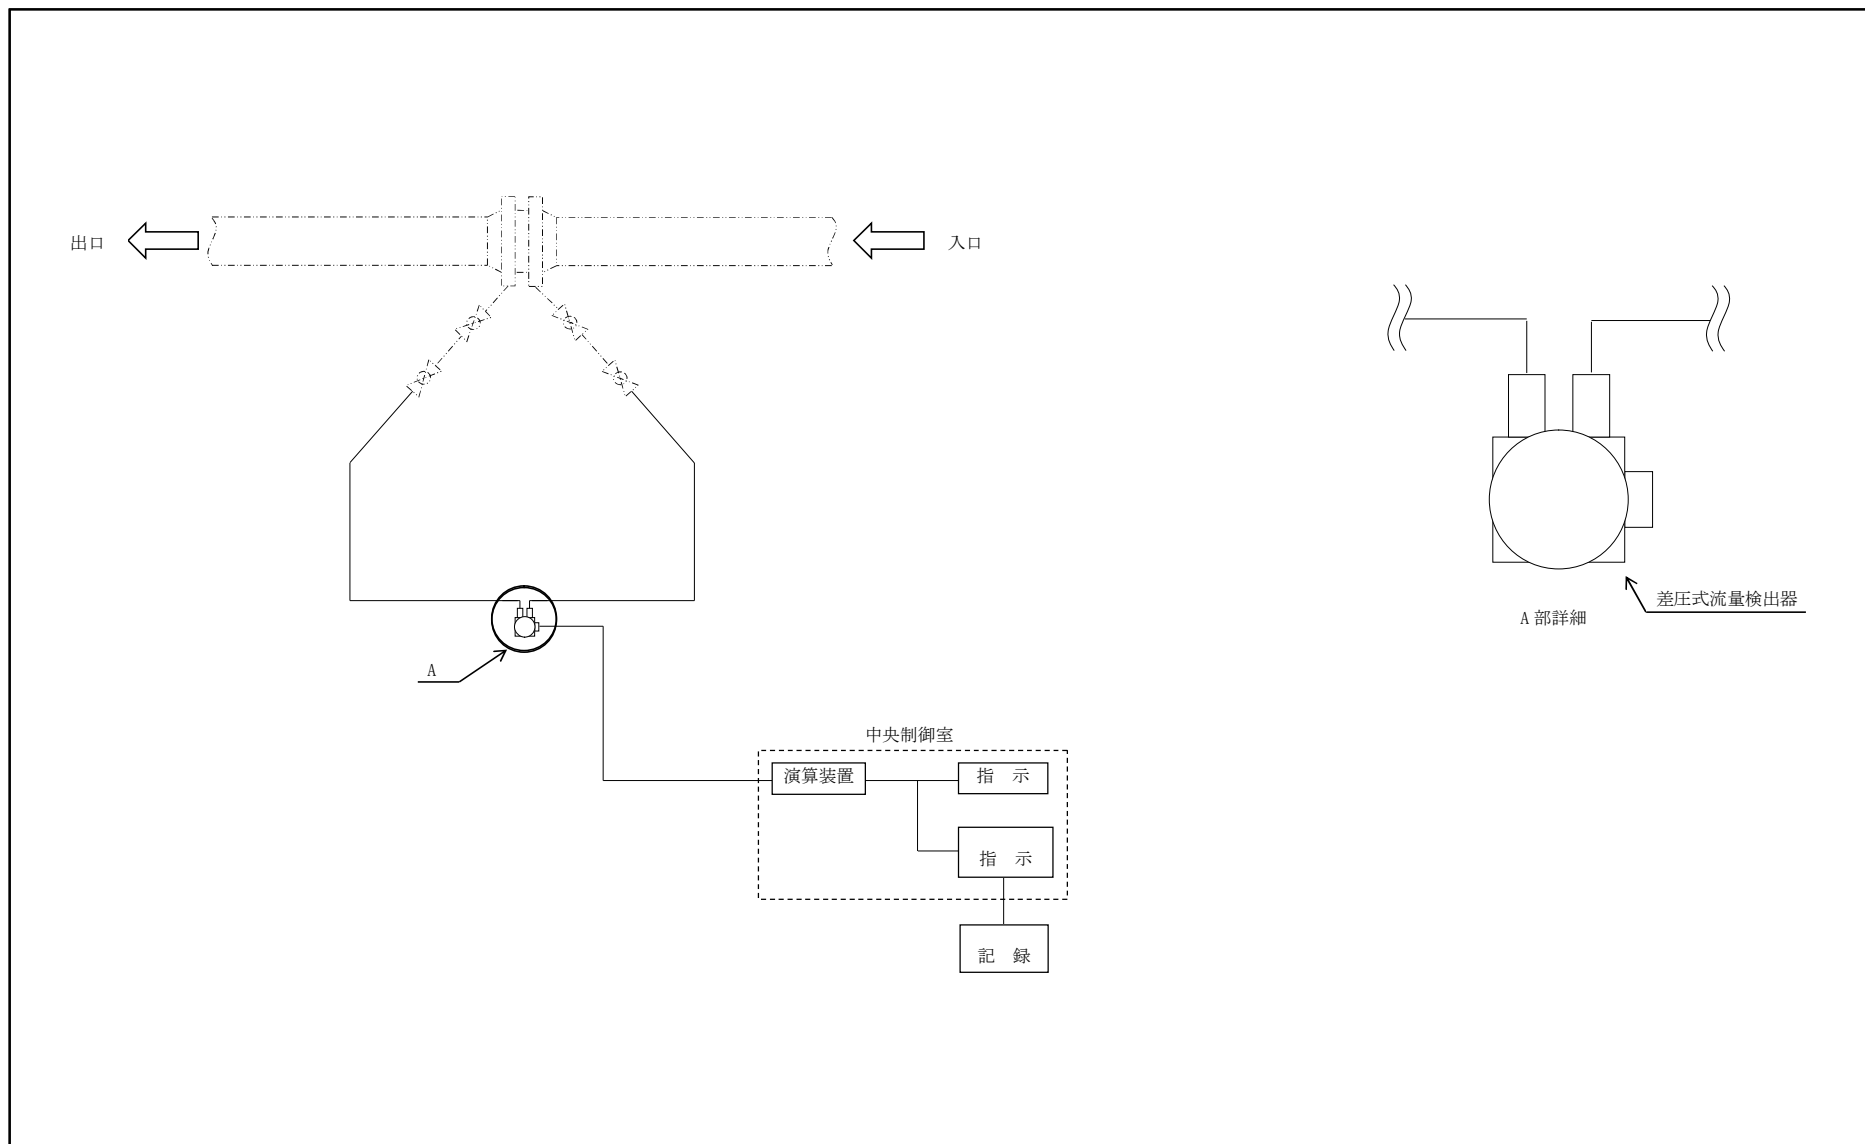 出口
入口
差圧式流量検出器
A 部詳細
A
中央制御室
演算装置
指 示
指 示
記 録